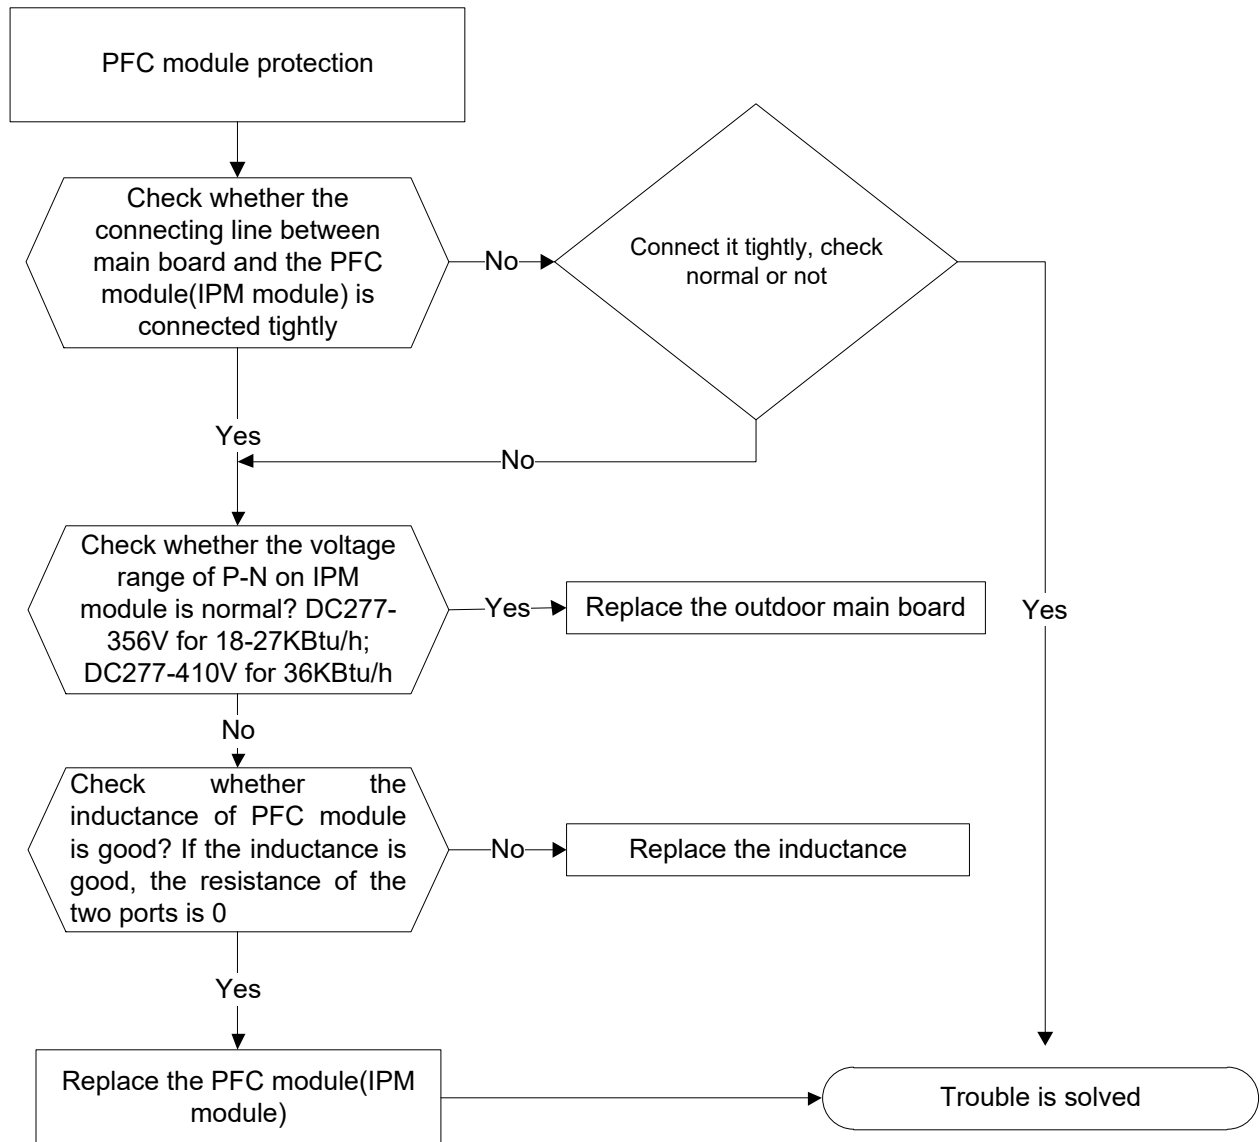 PFC module protection
Check whether the
connecting line between
main board and the PFC
module(IPM module) is
connected tightly
No
Connect it tightly, check
normal or not
Yes
No
Check whether the voltage
range of P-N on IPM
module is normal? DC277-
356V for 18-27KBtu/h;
DC277-410V for 36KBtu/h
Yes
Replace the outdoor main board
Yes
No
Check whether the
inductance of PFC module
is good? If the inductance is
good, the resistance of the
two ports is 0
No
Replace the inductance
Yes
Replace the PFC module(IPM
module)
Trouble is solved